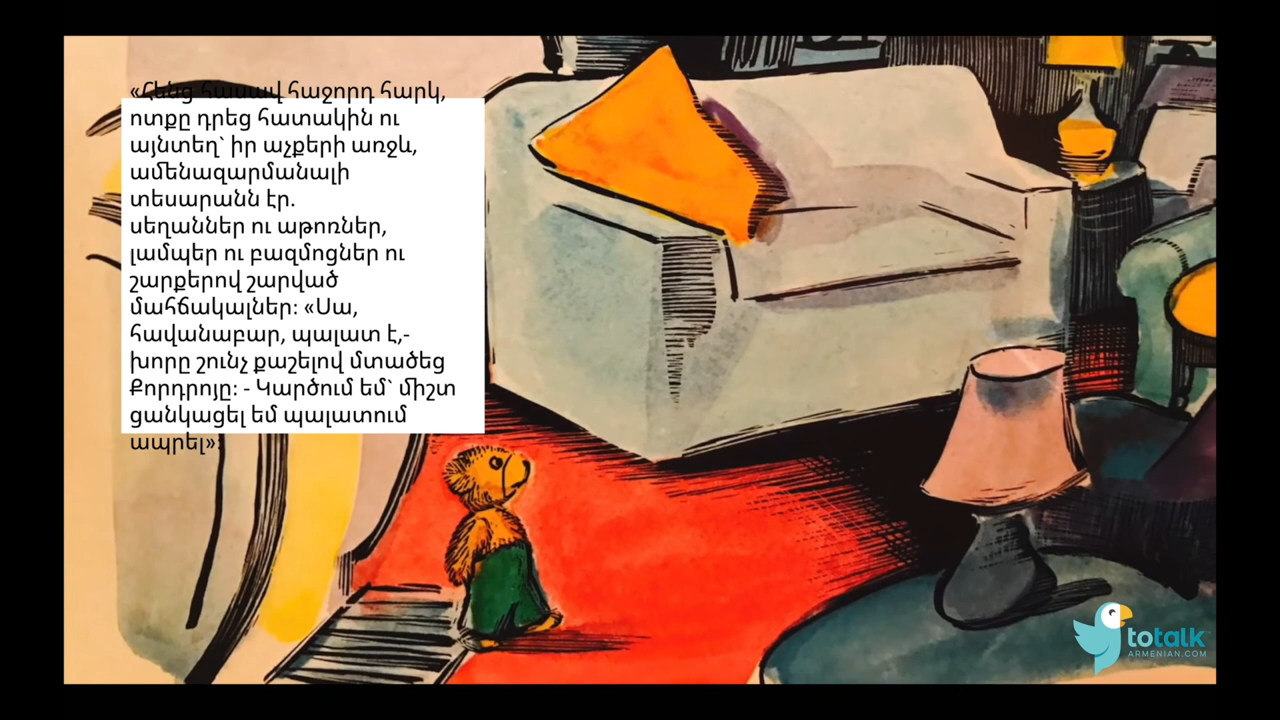 «Հենց հասավ հաջորդ հարկ,
ոտքը դրեց հատակին ու
այնտեղ՝ իր աչքերի առջև,
ամենազարմանալի
տեսարանն էր.
սեղաններ ու աթոռներ,
լամպեր ու բազմոցներ ու
շարքերով շարված
մահճակալներ: «Սա,
հավանաբար, պալատ է,-
խորը շունչ քաշելով մտածեց
Քորդրոյը: - Կարծում եմ՝ միշտ
ցանկացել եմ պալատում
ապրել»:
totalk
ARMENIAN.COM